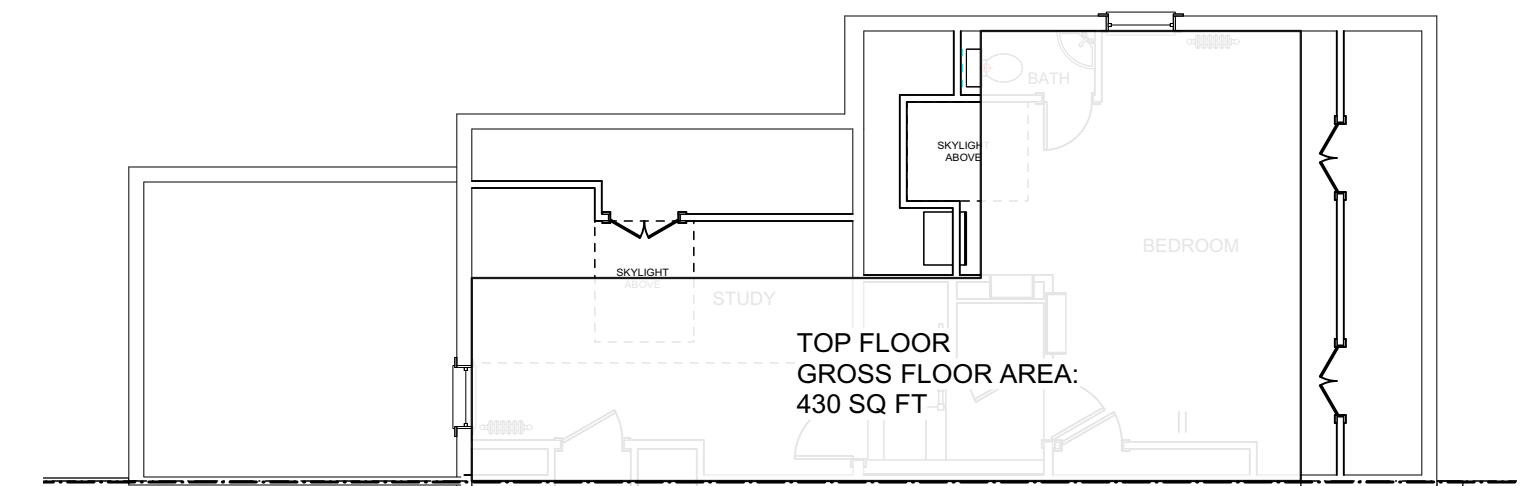 BATH
SKYLIGHT
ABOVE
BEDROOM
SKYLIGHT
ABOVE
STUDY
TOP FLOOR
GROSS FLOOR AREA:
430 SQ FT